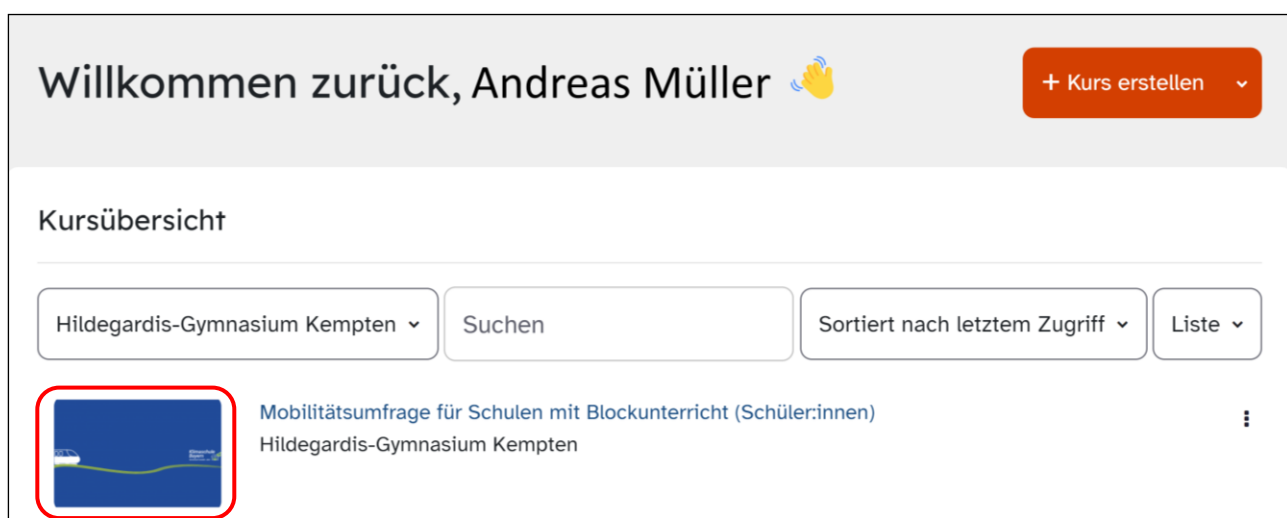 Willkommen zurück, Andreas Müller 👋
+ Kurs erstellen
Kursübersicht
Hildegardis-Gymnasium Kempten
Suchen
Sortiert nach letztem Zugriff
Liste
Mobilitätsumfrage für Schulen mit Blockunterricht (Schüler:innen)
Hildegardis-Gymnasium Kempten